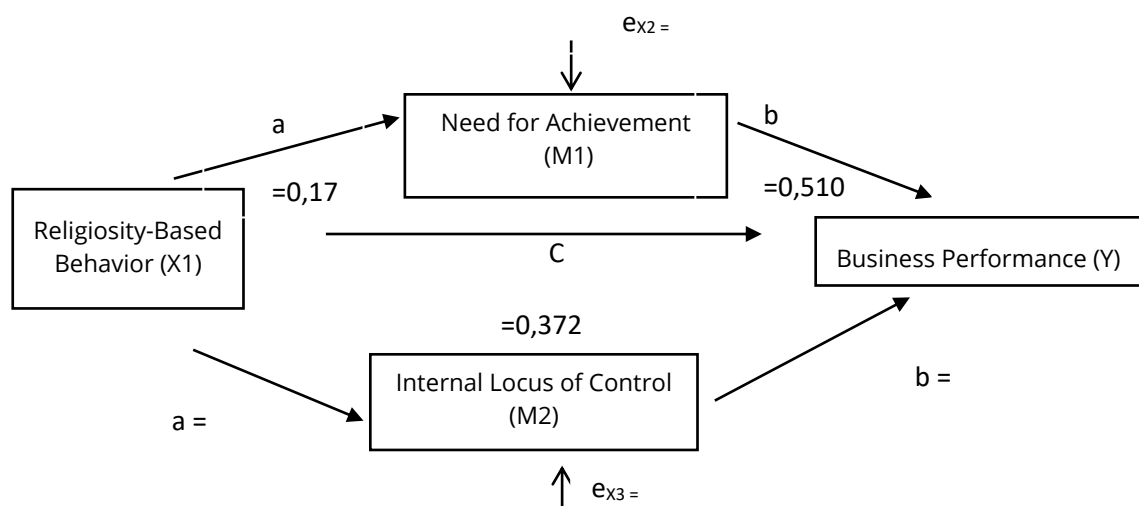 eX2 =
Need for Achievement
(M1)
a
b
=0,17
=0,510
Religiosity-Based
Behavior (X1)
C
Business Performance (Y)
=0,372
Internal Locus of Control
(M2)
a =
b =
eX3 =